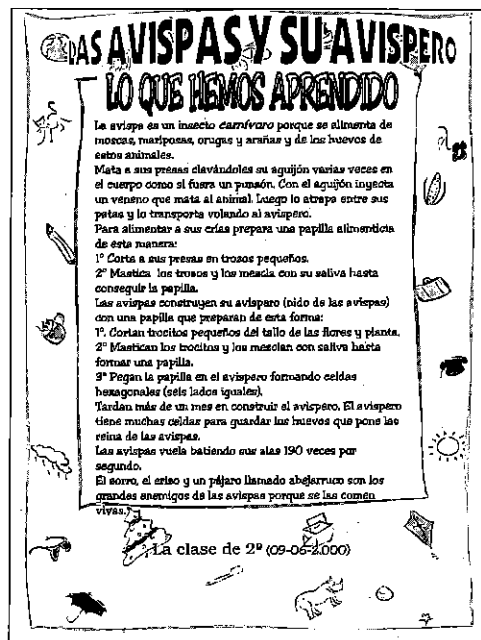 LAS AVISPAS Y SU AVISPERO
LO QUE HEMOS APRENDIDO
La avispa es un insecto carnívoro porque se alimenta de
moscas, mariposas, orugas y arañas y de los huevos de
estos animales.
Mata a sus presas clavándoles su aguijón varias veces en
el cuerpo como si fuera un punzón. Con el aguijón inyecta
un veneno que mata al animal. Luego lo atrapa entre sus
patas y lo transporta volando al avispero.
Para alimentar a sus crías prepara una papilla alimenticia
de esta manera:
1º Corta a sus presas en trozos pequeños.
2º Mastica los trozos y los mezcla con su saliva hasta
conseguir la papilla.
Las avispas construyen su avispero (nido de las avispas)
con una papilla que preparan de esta forma:
1º. Cortan trocitos pequeños del tallo de las flores y planta.
2º Mastican los trocitos y los mezclan con saliva hasta
formar una papilla.
3º Pegan la papilla en el avispero formando celdas
hexagonales (seis lados iguales).
Tardan más de un mes en construir el avispero. El avispero
tiene muchas celdas para guardar los huevos que pone las
reina de las avispas.
Las avispas vuela batiendo sus alas 190 veces por
segundo.
El zorro, el erizo y un pájaro llamado abejarruco son los
grandes enemigos de las avispas porque se las comen
vivas.
La clase de 2º (09-06-2.000)